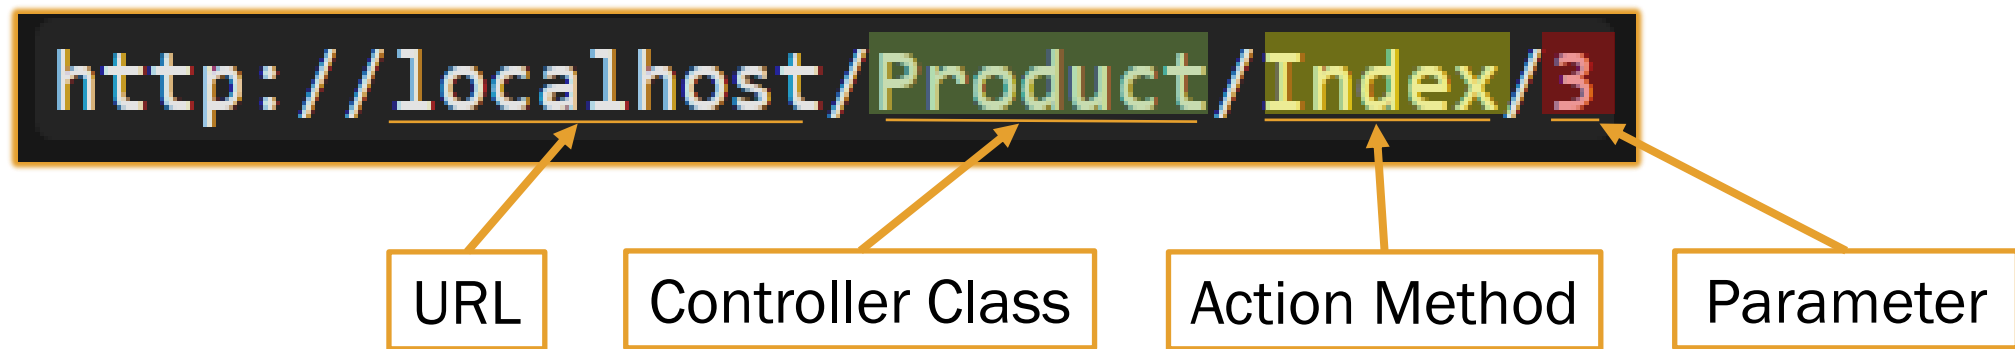 http://localhost/Product/Index/3
URL
Controller Class
Action Method
Parameter